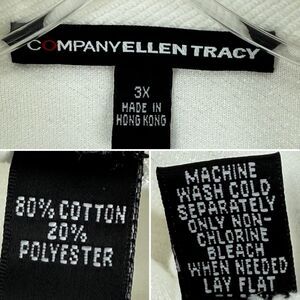 COMPANYELLEN TRACY
3X
MADE IN
HONG KONG
80% COTTON
20%
POLYESTER
MACHINE
WASH COLD
SEPARATELY
ONLY NON-
CHLORINE
BLEACH
WHEN NEEDED
LAY FLAT